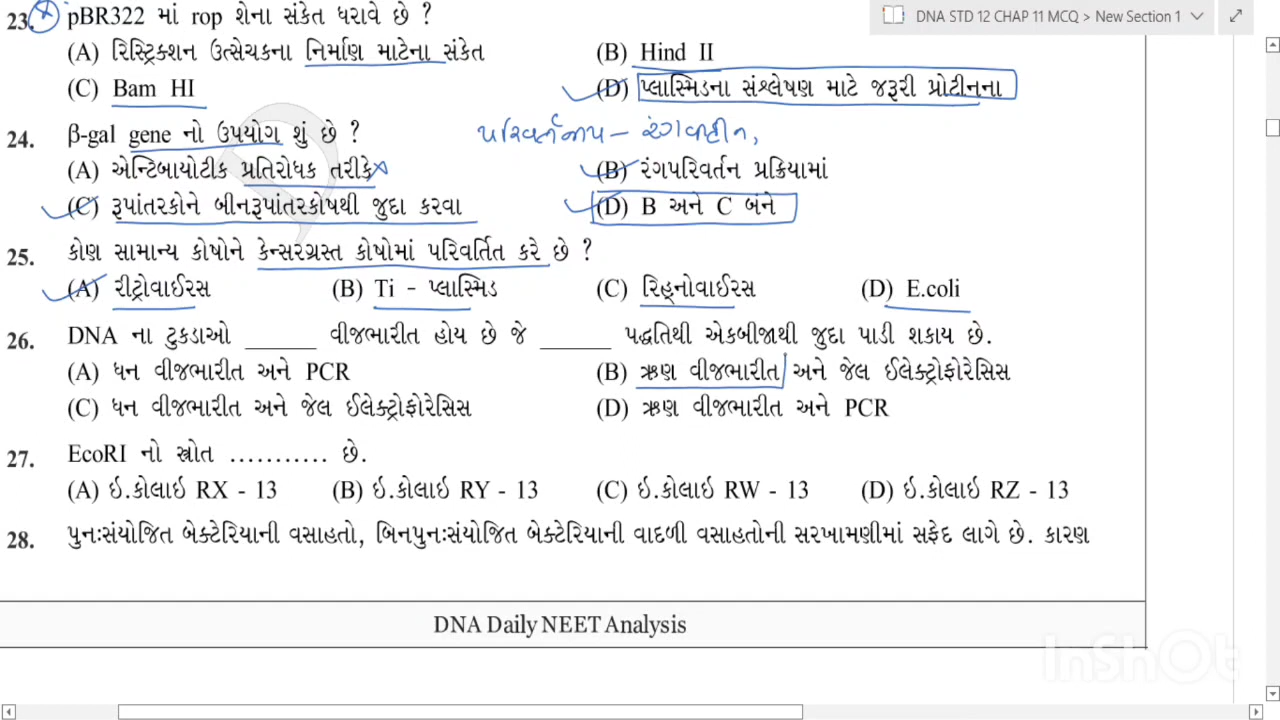 DNA STD 12 CHAP 11 MCQ > New Section 1
23. pBR322 માં rop શેના સંકેત ધરાવે છે ?
(A) રિસ્ટ્રિક્શન ઉત્સેચકના નિર્માણ માટેના સંકેત (B) Hind II
(C) Bam HI (D) પ્લાસ્મિડના સંશ્લેષણ માટે જરૂરી પ્રોટીનના
24. β-gal gene નો ઉપયોગ શું છે ? પરિવર્તનીય – રંગવાહીન,
(A) એન્ટિબાયોટીક પ્રતિરોધક તરીકે (B) રંગપરિવર્તન પ્રક્રિયામાં
(C) રૂપાંતરકોને બીનરૂપાંતરકોષથી જુદા કરવા (D) B અને C બંને
25. કોણ સામાન્ય કોષોને કેન્સરગ્રસ્ત કોષોમાં પરિવર્તિત કરે છે ?
(A) રીટ્રોવાઈરસ (B) Ti - પ્લાસ્મિડ (C) રિહ્નોવાઈરસ (D) E.coli
26. DNA ના ટુકડાઓ ______ વીજભારીત હોય છે જે ______ પદ્ધતિથી એકબીજાથી જુદા પાડી શકાય છે.
(A) ધન વીજભારીત અને PCR (B) ઋણ વીજભારીત અને જેલ ઈલેક્ટ્રોફોરેસિસ
(C) ધન વીજભારીત અને જેલ ઈલેક્ટ્રોફોરેસિસ (D) ઋણ વીજભારીત અને PCR
27. EcoRI નો સ્ત્રોત ........... છે.
(A) ઇ.કોલાઇ RX - 13 (B) ઇ.કોલાઇ RY - 13 (C) ઇ.કોલાઇ RW - 13 (D) ઇ.કોલાઇ RZ - 13
28. પુનઃસંયોજિત બેક્ટેરિયાની વસાહતો, બિનપુનઃસંયોજિત બેક્ટેરિયાની વાદળી વસાહતોની સરખામણીમાં સફેદ લાગે છે. કારણ
DNA Daily NEET Analysis
InShOt